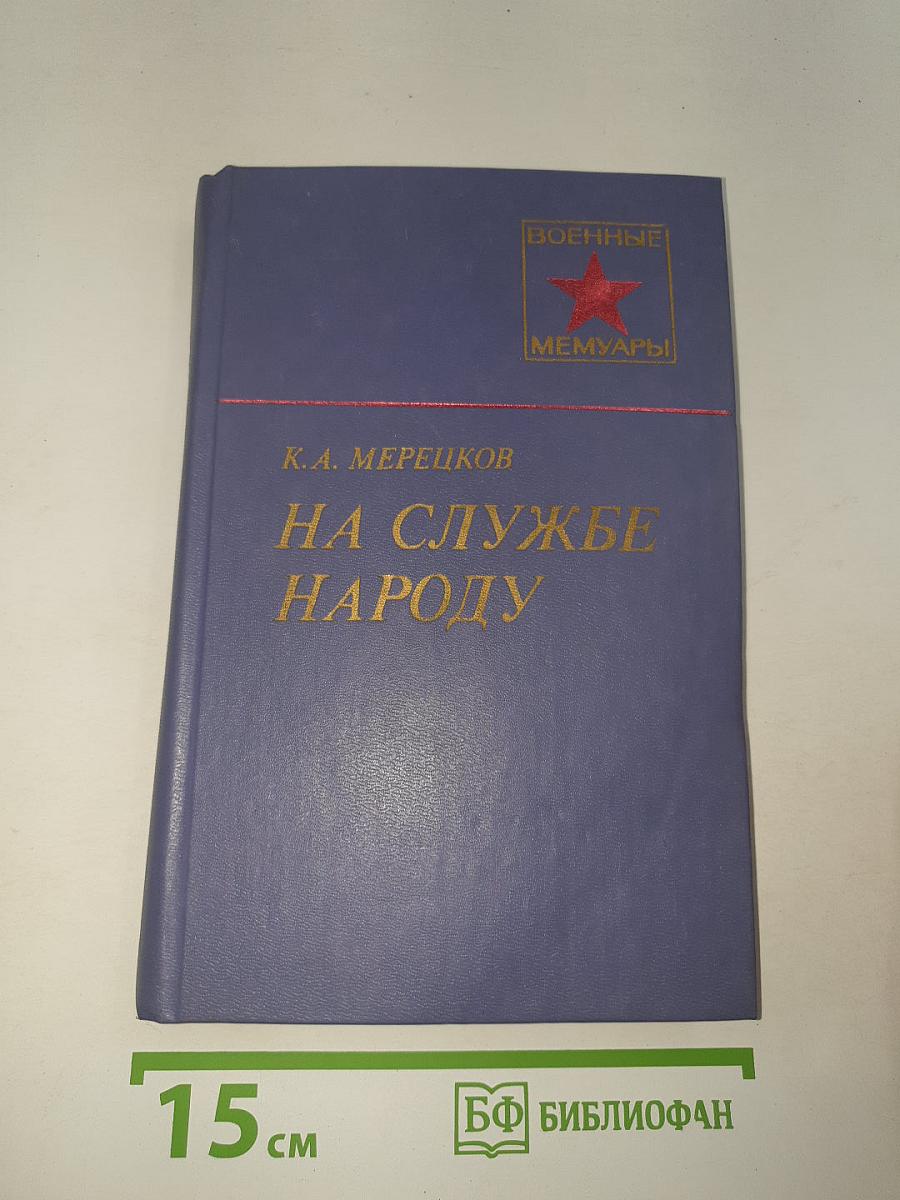 ВОЕННЫЕ
МЕМУАРЫ
К. А. МЕРЕЦКОВ
НА СЛУЖБЕ
НАРОДУ
15 см
БФ БИБЛИОФАН